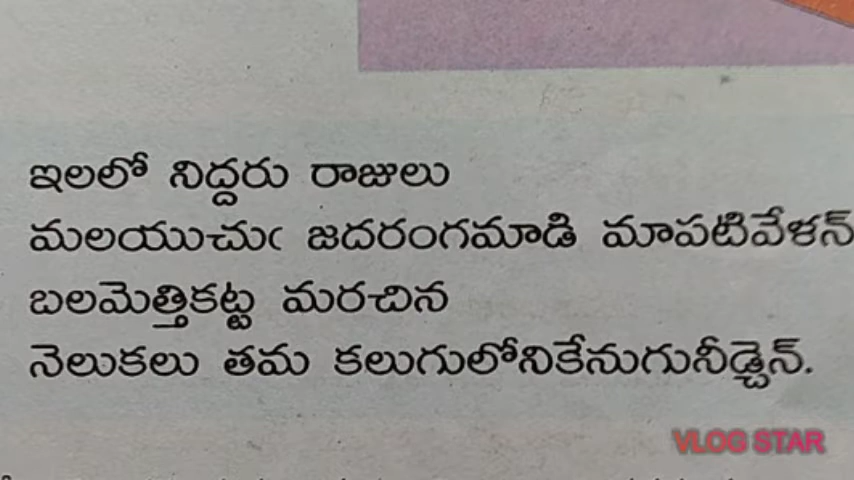 ఇలలో నిద్దరు రాజులు
మలయుచుఁ జదరంగమాడి మాపటివేళన్
బలమెత్తికట్ట మరచిన
నెలుకలు తమ కలుగులోనికేనుగునీడ్చెన్.
VLOG STAR